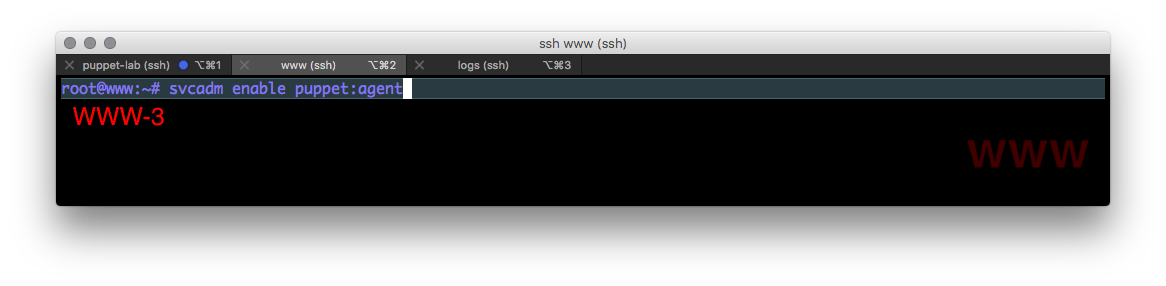 ssh www (ssh)
puppet-lab (ssh) ⌥⌘1 www (ssh) ⌥⌘2 logs (ssh) ⌥⌘3
root@www:~# svcadm enable puppet:agent
WWW-3
www